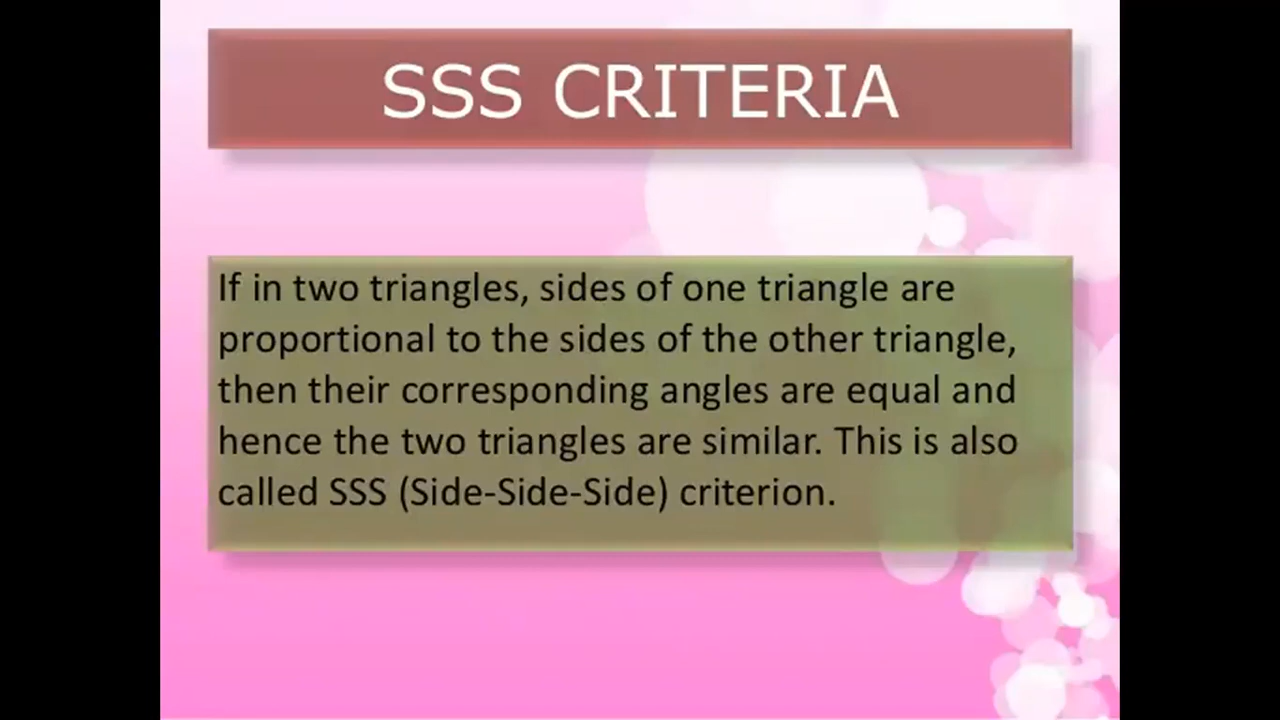 SSS CRITERIA
If in two triangles, sides of one triangle are
proportional to the sides of the other triangle,
then their corresponding angles are equal and
hence the two triangles are similar. This is also
called SSS (Side-Side-Side) criterion.